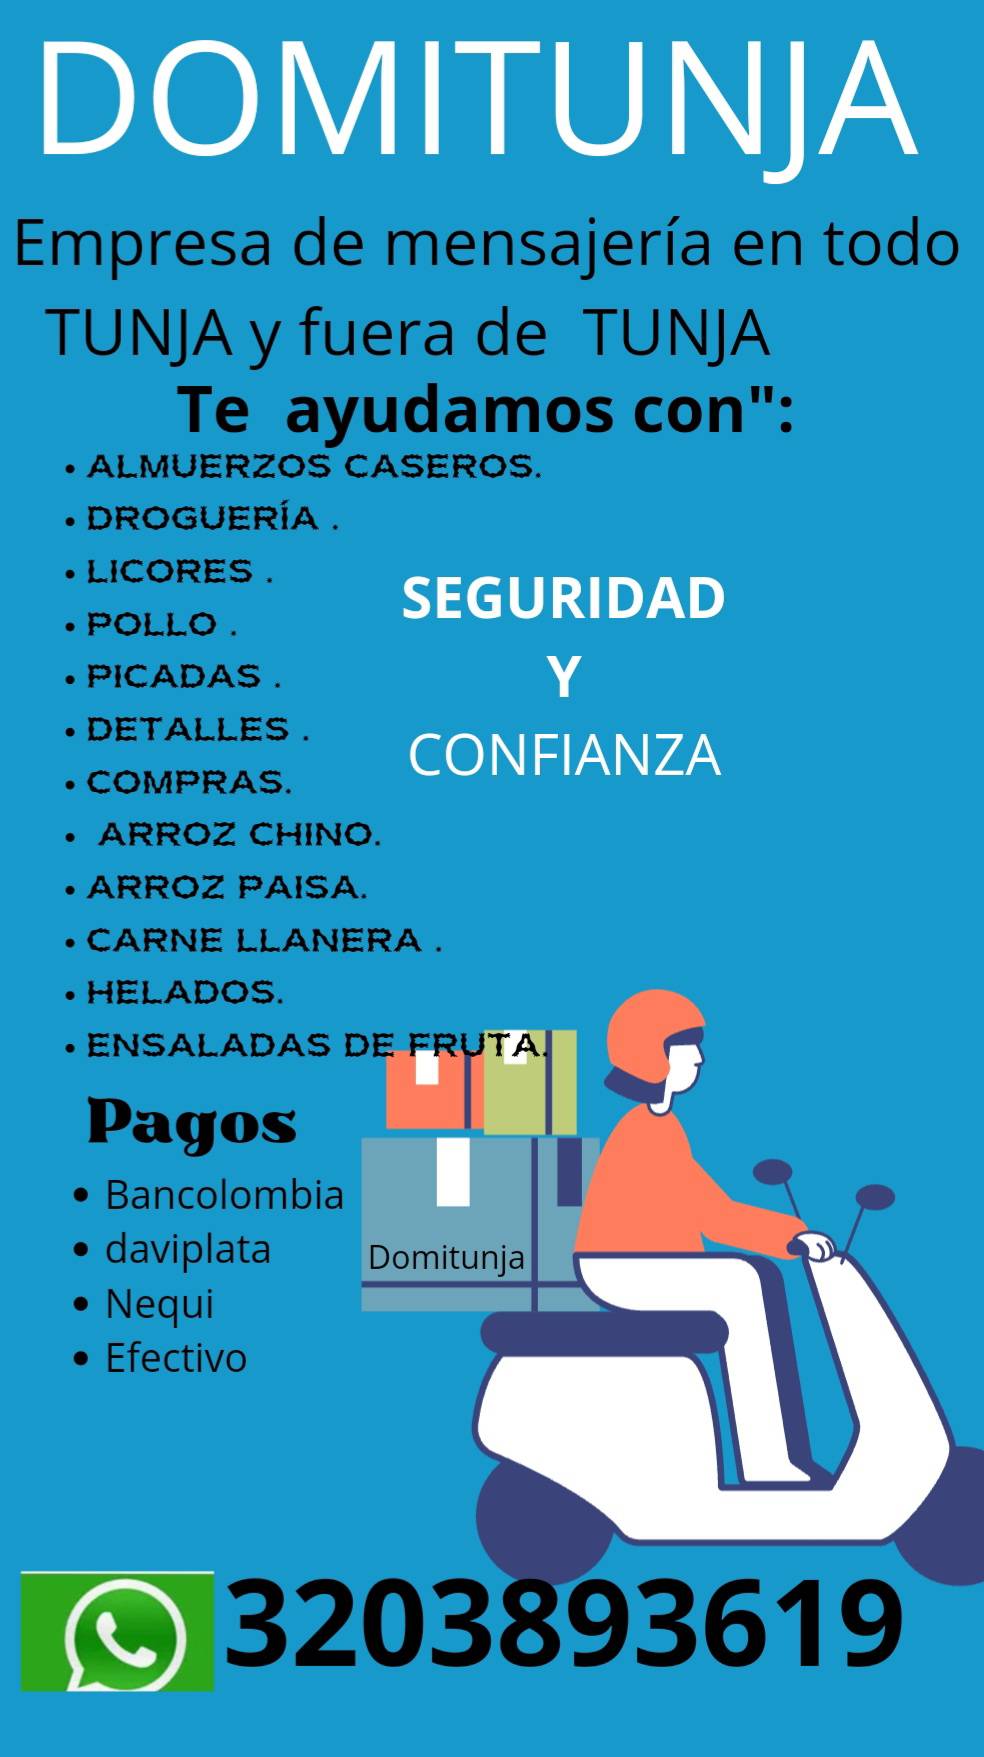 DOMITUNJA
Empresa de mensajería en todo
TUNJA y fuera de TUNJA
Te ayudamos con":
• ALMUERZOS CASEROS.
• DROGUERÍA .
• LICORES .
• POLLO .
• PICADAS .
• DETALLES .
• COMPRAS.
• ARROZ CHINO.
• ARROZ PAISA.
• CARNE LLANERA .
• HELADOS.
• ENSALADAS DE FRUTA.
SEGURIDAD
Y
CONFIANZA
Pagos
• Bancolombia
• daviplata
• Nequi
• Efectivo
Domitunja
3203893619